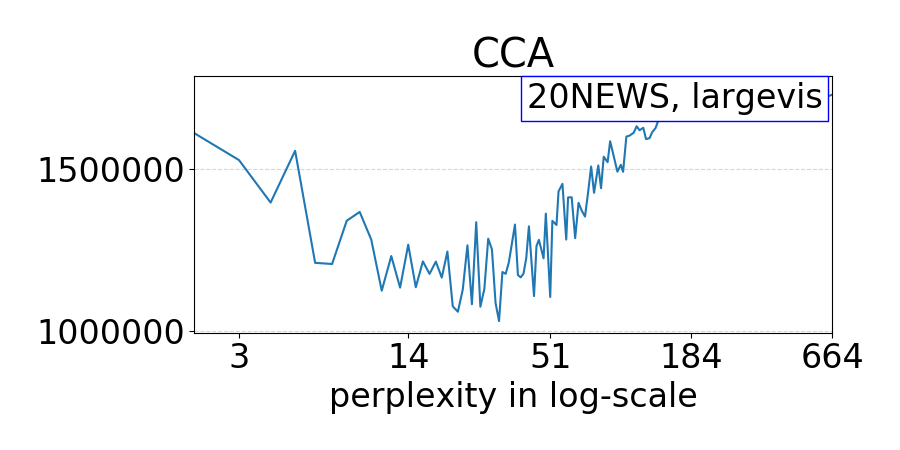 CCA
20NEWS, largevis
1500000
1000000
3 14 51 184 664
perplexity in log-scale